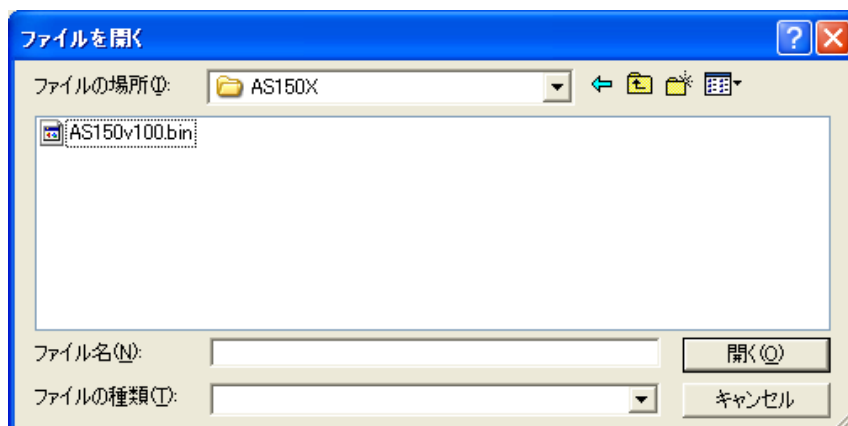 ファイルを開く
ファイルの場所(I): AS150X
AS150v100.bin
ファイル名(N): 開く(O)
ファイルの種類(T): キャンセル